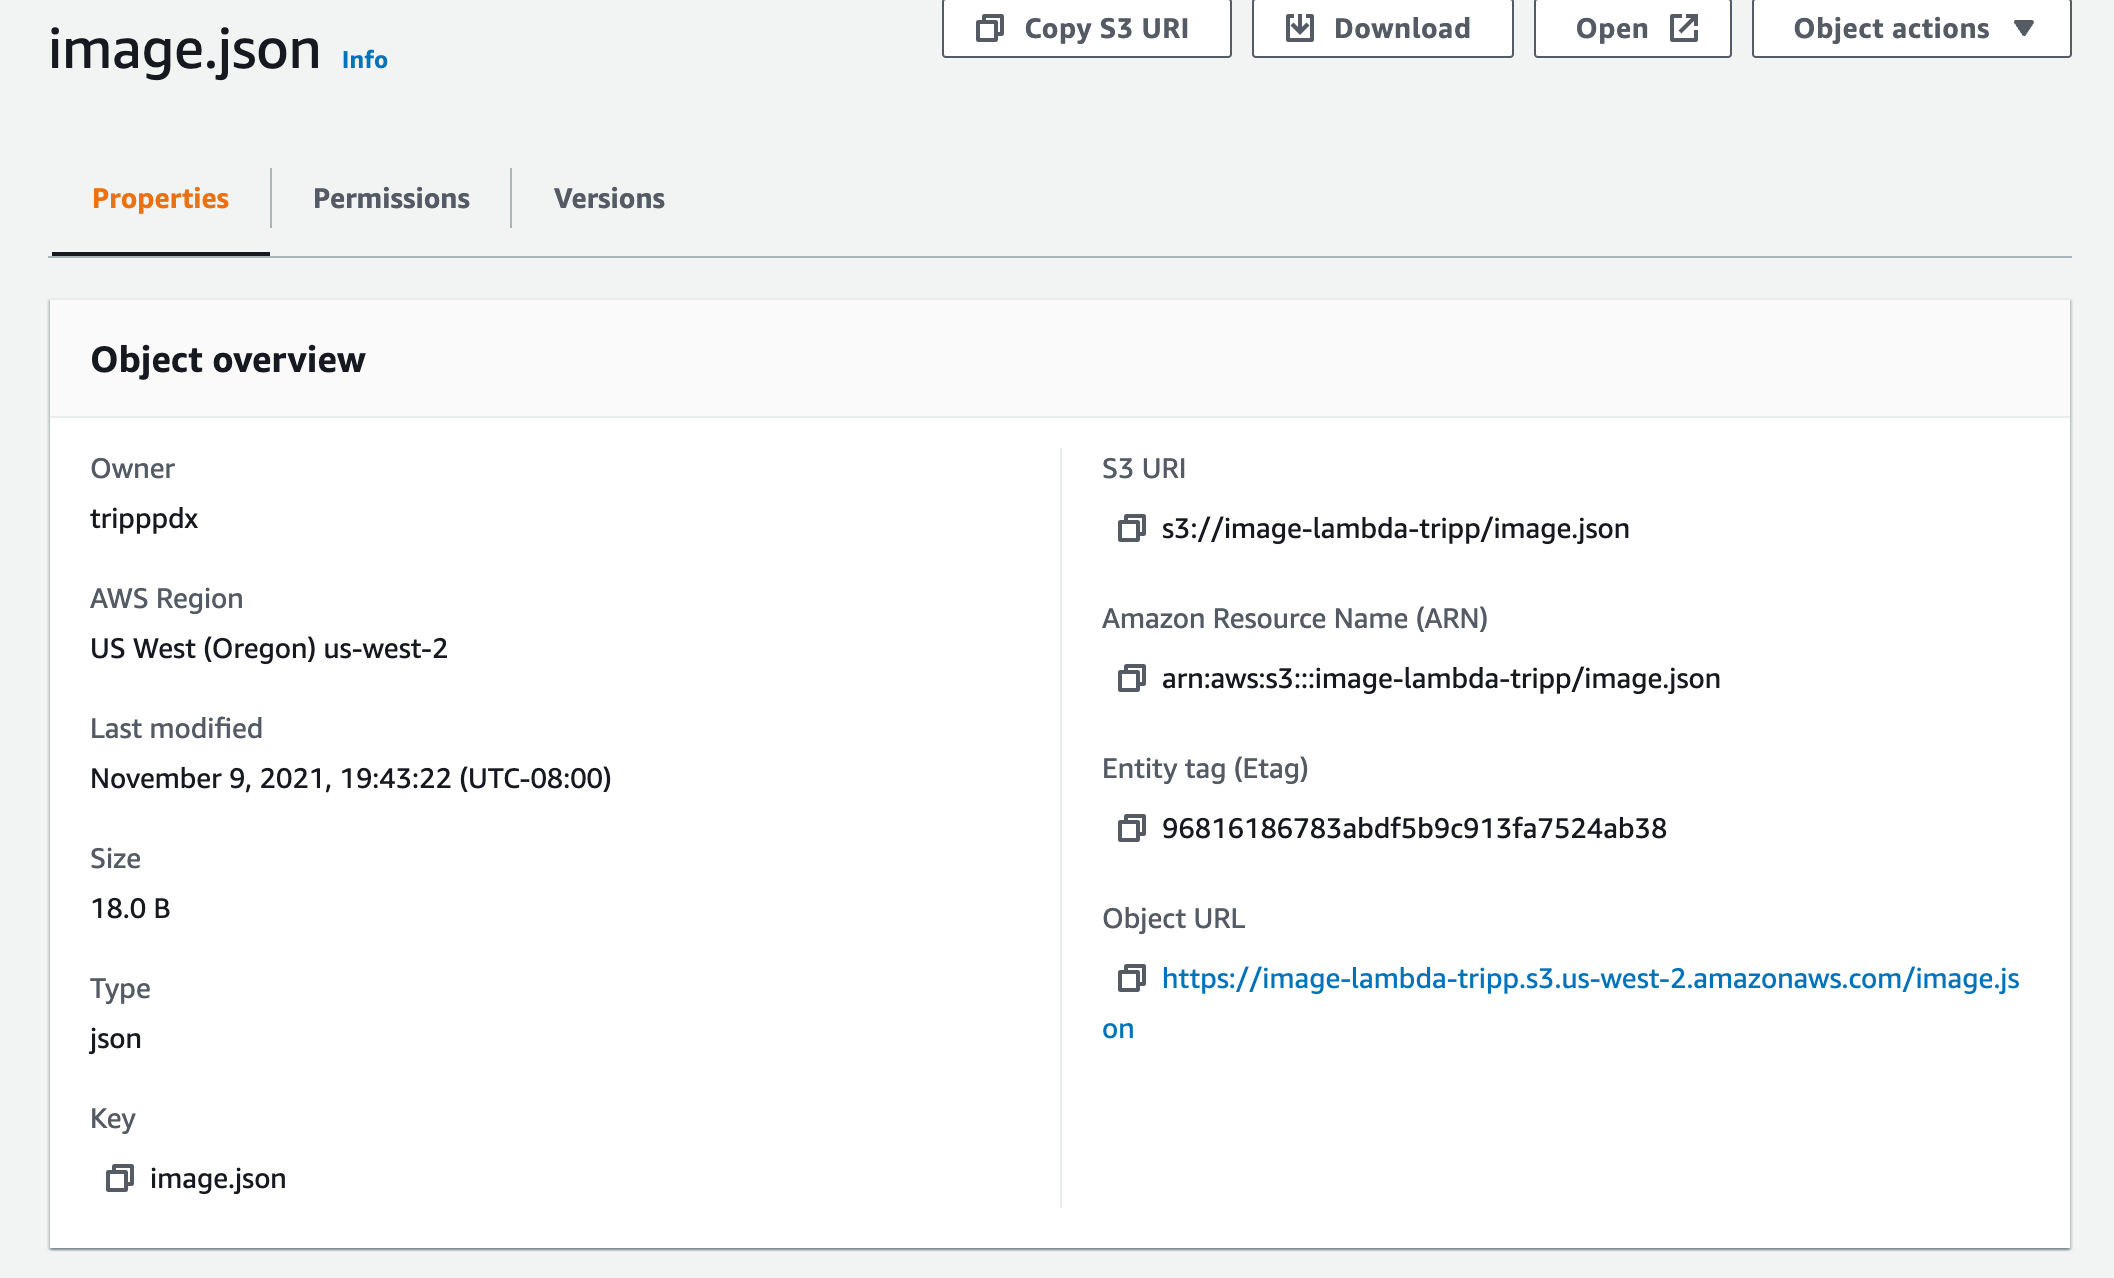 image.json Info
Copy S3 URI
Download
Open
Object actions
Properties
Permissions
Versions
Object overview
Owner
tripppdx
AWS Region
US West (Oregon) us-west-2
Last modified
November 9, 2021, 19:43:22 (UTC-08:00)
Size
18.0 B
Type
json
Key
image.json
S3 URI
s3://image-lambda-tripp/image.json
Amazon Resource Name (ARN)
arn:aws:s3:::image-lambda-tripp/image.json
Entity tag (Etag)
96816186783abdf5b9c913fa7524ab38
Object URL
https://image-lambda-tripp.s3.us-west-2.amazonaws.com/image.js
on